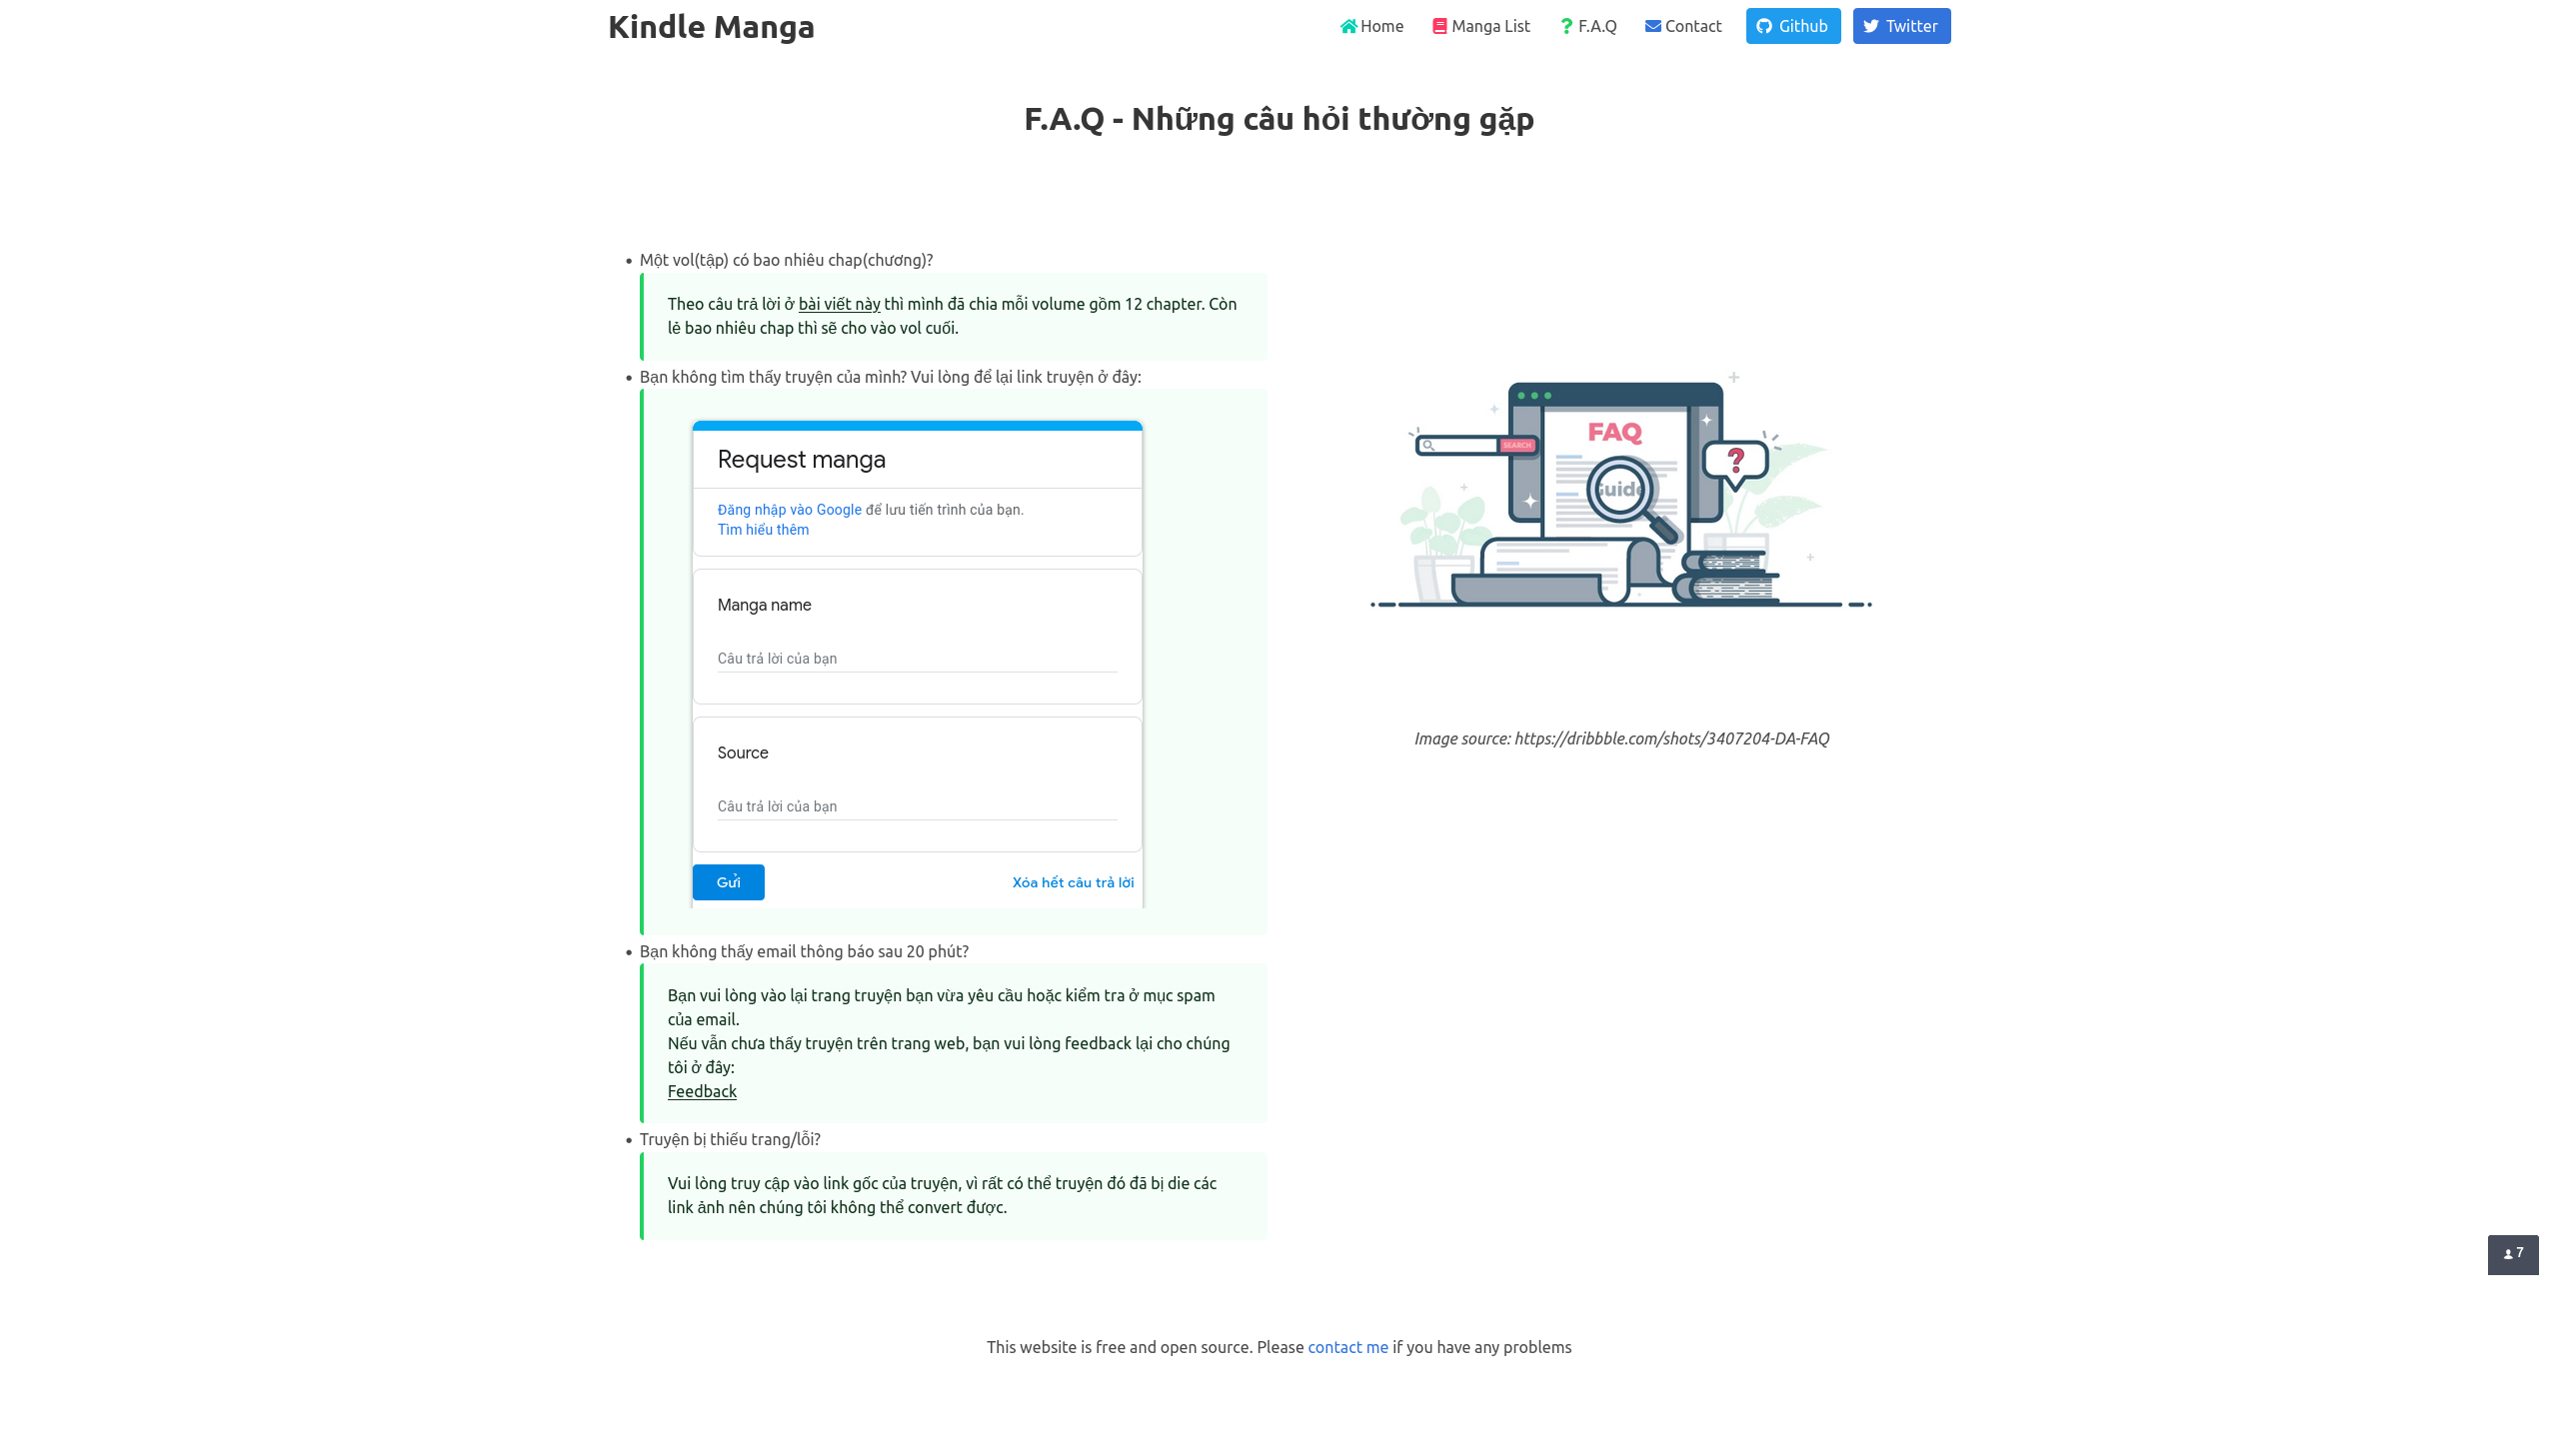 Kindle Manga
Home
Manga List
F.A.Q
Contact
Github
Twitter
F.A.Q - Những câu hỏi thường gặp
Một vol(tập) có bao nhiêu chap(chương)?
Theo câu trả lời ở bài viết này thì mình đã chia mỗi volume gồm 12 chapter. Còn
lẻ bao nhiêu chap thì sẽ cho vào vol cuối.
Bạn không tìm thấy truyện của mình? Vui lòng để lại link truyện ở đây:
Request manga
Đăng nhập vào Google để lưu tiến trình của bạn.
Tìm hiểu thêm
Manga name
Câu trả lời của bạn
Source
Câu trả lời của bạn
Gửi
Xóa hết câu trả lời
Bạn không thấy email thông báo sau 20 phút?
Bạn vui lòng vào lại trang truyện bạn vừa yêu cầu hoặc kiểm tra ở mục spam
của email.
Nếu vẫn chưa thấy truyện trên trang web, bạn vui lòng feedback lại cho chúng
tôi ở đây:
Feedback
Truyện bị thiếu trang/lỗi?
Vui lòng truy cập vào link gốc của truyện, vì rất có thể truyện đó đã bị die các
link ảnh nên chúng tôi không thể convert được.
FAQ
SEARCH
?
Guide
Image source: https://dribbble.com/shots/3407204-DA-FAQ
7
This website is free and open source. Please contact me if you have any problems